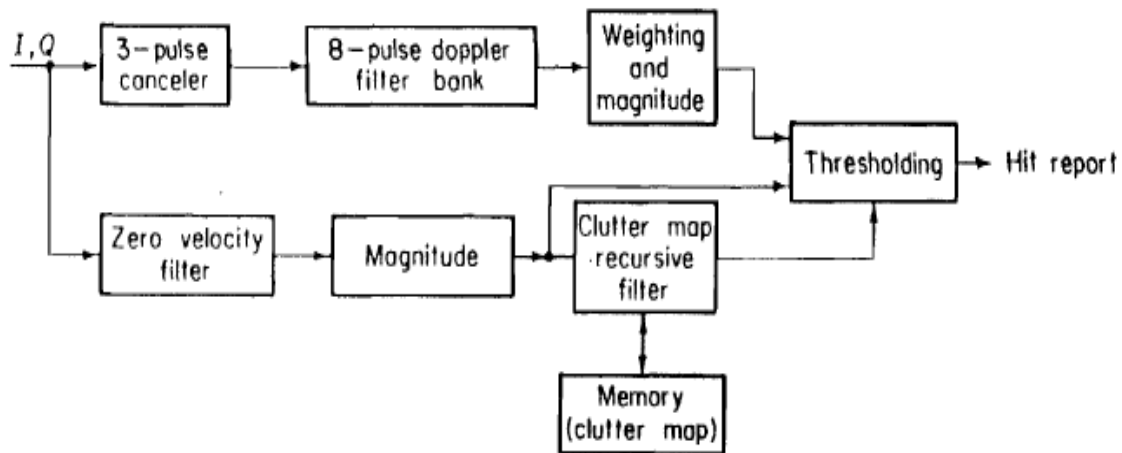 I,Q
3-pulse
canceler
8-pulse doppler
filter bank
Weighting
and
magnitude
Thresholding
Hit report
Zero velocity
filter
Magnitude
Clutter map
recursive
filter
Memory
(clutter map)